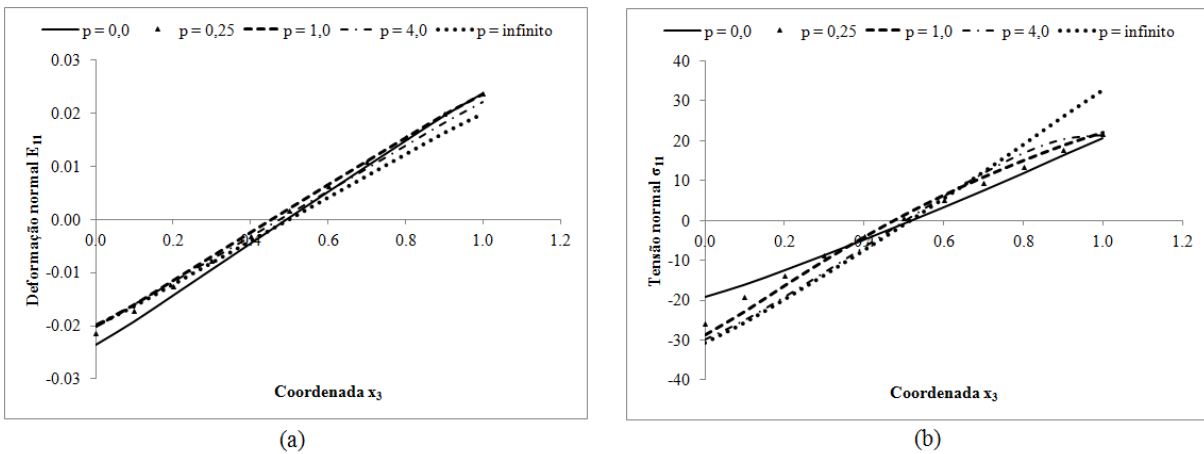 p = 0,0 p = 0,25 p = 1,0 p = 4,0 p = infinito
0.03
0.02
0.01
0.00
-0.01
-0.02
-0.03
0.0 0.2 0.4 0.6 0.8 1.0 1.2
Deformação normal E11
Coordenada x3
(a)
p = 0,0 p = 0,25 p = 1,0 p = 4,0 p = infinito
40
30
20
10
0
-10
-20
-30
-40
0.0 0.2 0.4 0.6 0.8 1.0 1.2
Tensão normal σ11
Coordenada x3
(b)